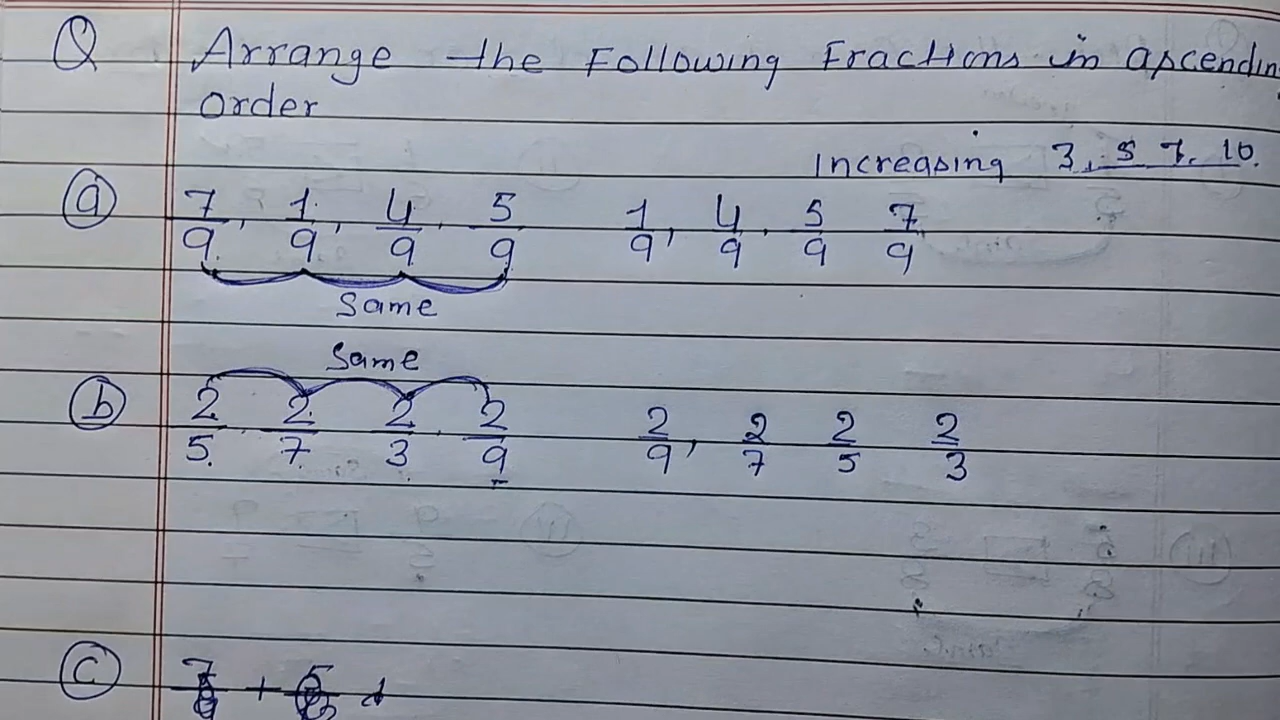 Q Arrange the Following Fractions in ascendin
order
Increasing 3, 5 7, 10.
a 7/9, 1/9, 4/9, 5/9 1/9, 4/9, 5/9 7/9
Same
Same
b 2/5 2/7 2/3 2/9 2/9, 2/7 2/5 2/3
c